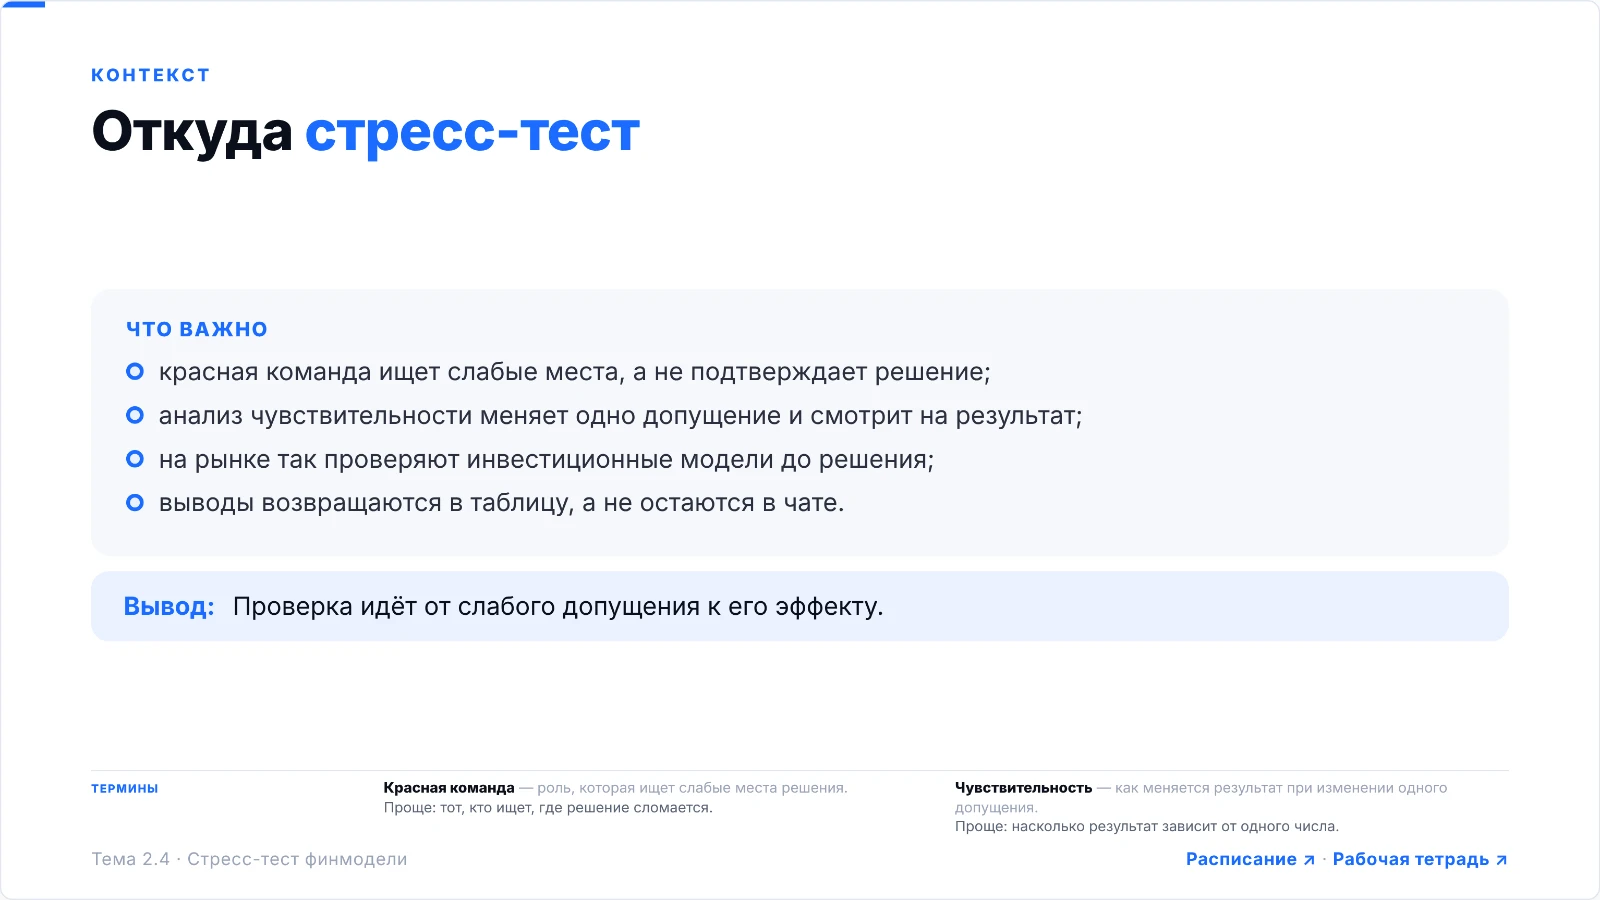 КОНТЕКСТ
Откуда стресс-тест
ЧТО ВАЖНО
красная команда ищет слабые места, а не подтверждает решение;
анализ чувствительности меняет одно допущение и смотрит на результат;
на рынке так проверяют инвестиционные модели до решения;
выводы возвращаются в таблицу, а не остаются в чате.
Вывод: Проверка идёт от слабого допущения к его эффекту.
ТЕРМИНЫ
Красная команда — роль, которая ищет слабые места решения.
Проще: тот, кто ищет, где решение сломается.
Чувствительность — как меняется результат при изменении одного
допущения.
Проще: насколько результат зависит от одного числа.
Тема 2.4 · Стресс-тест финмодели
Расписание ↗ · Рабочая тетрадь ↗